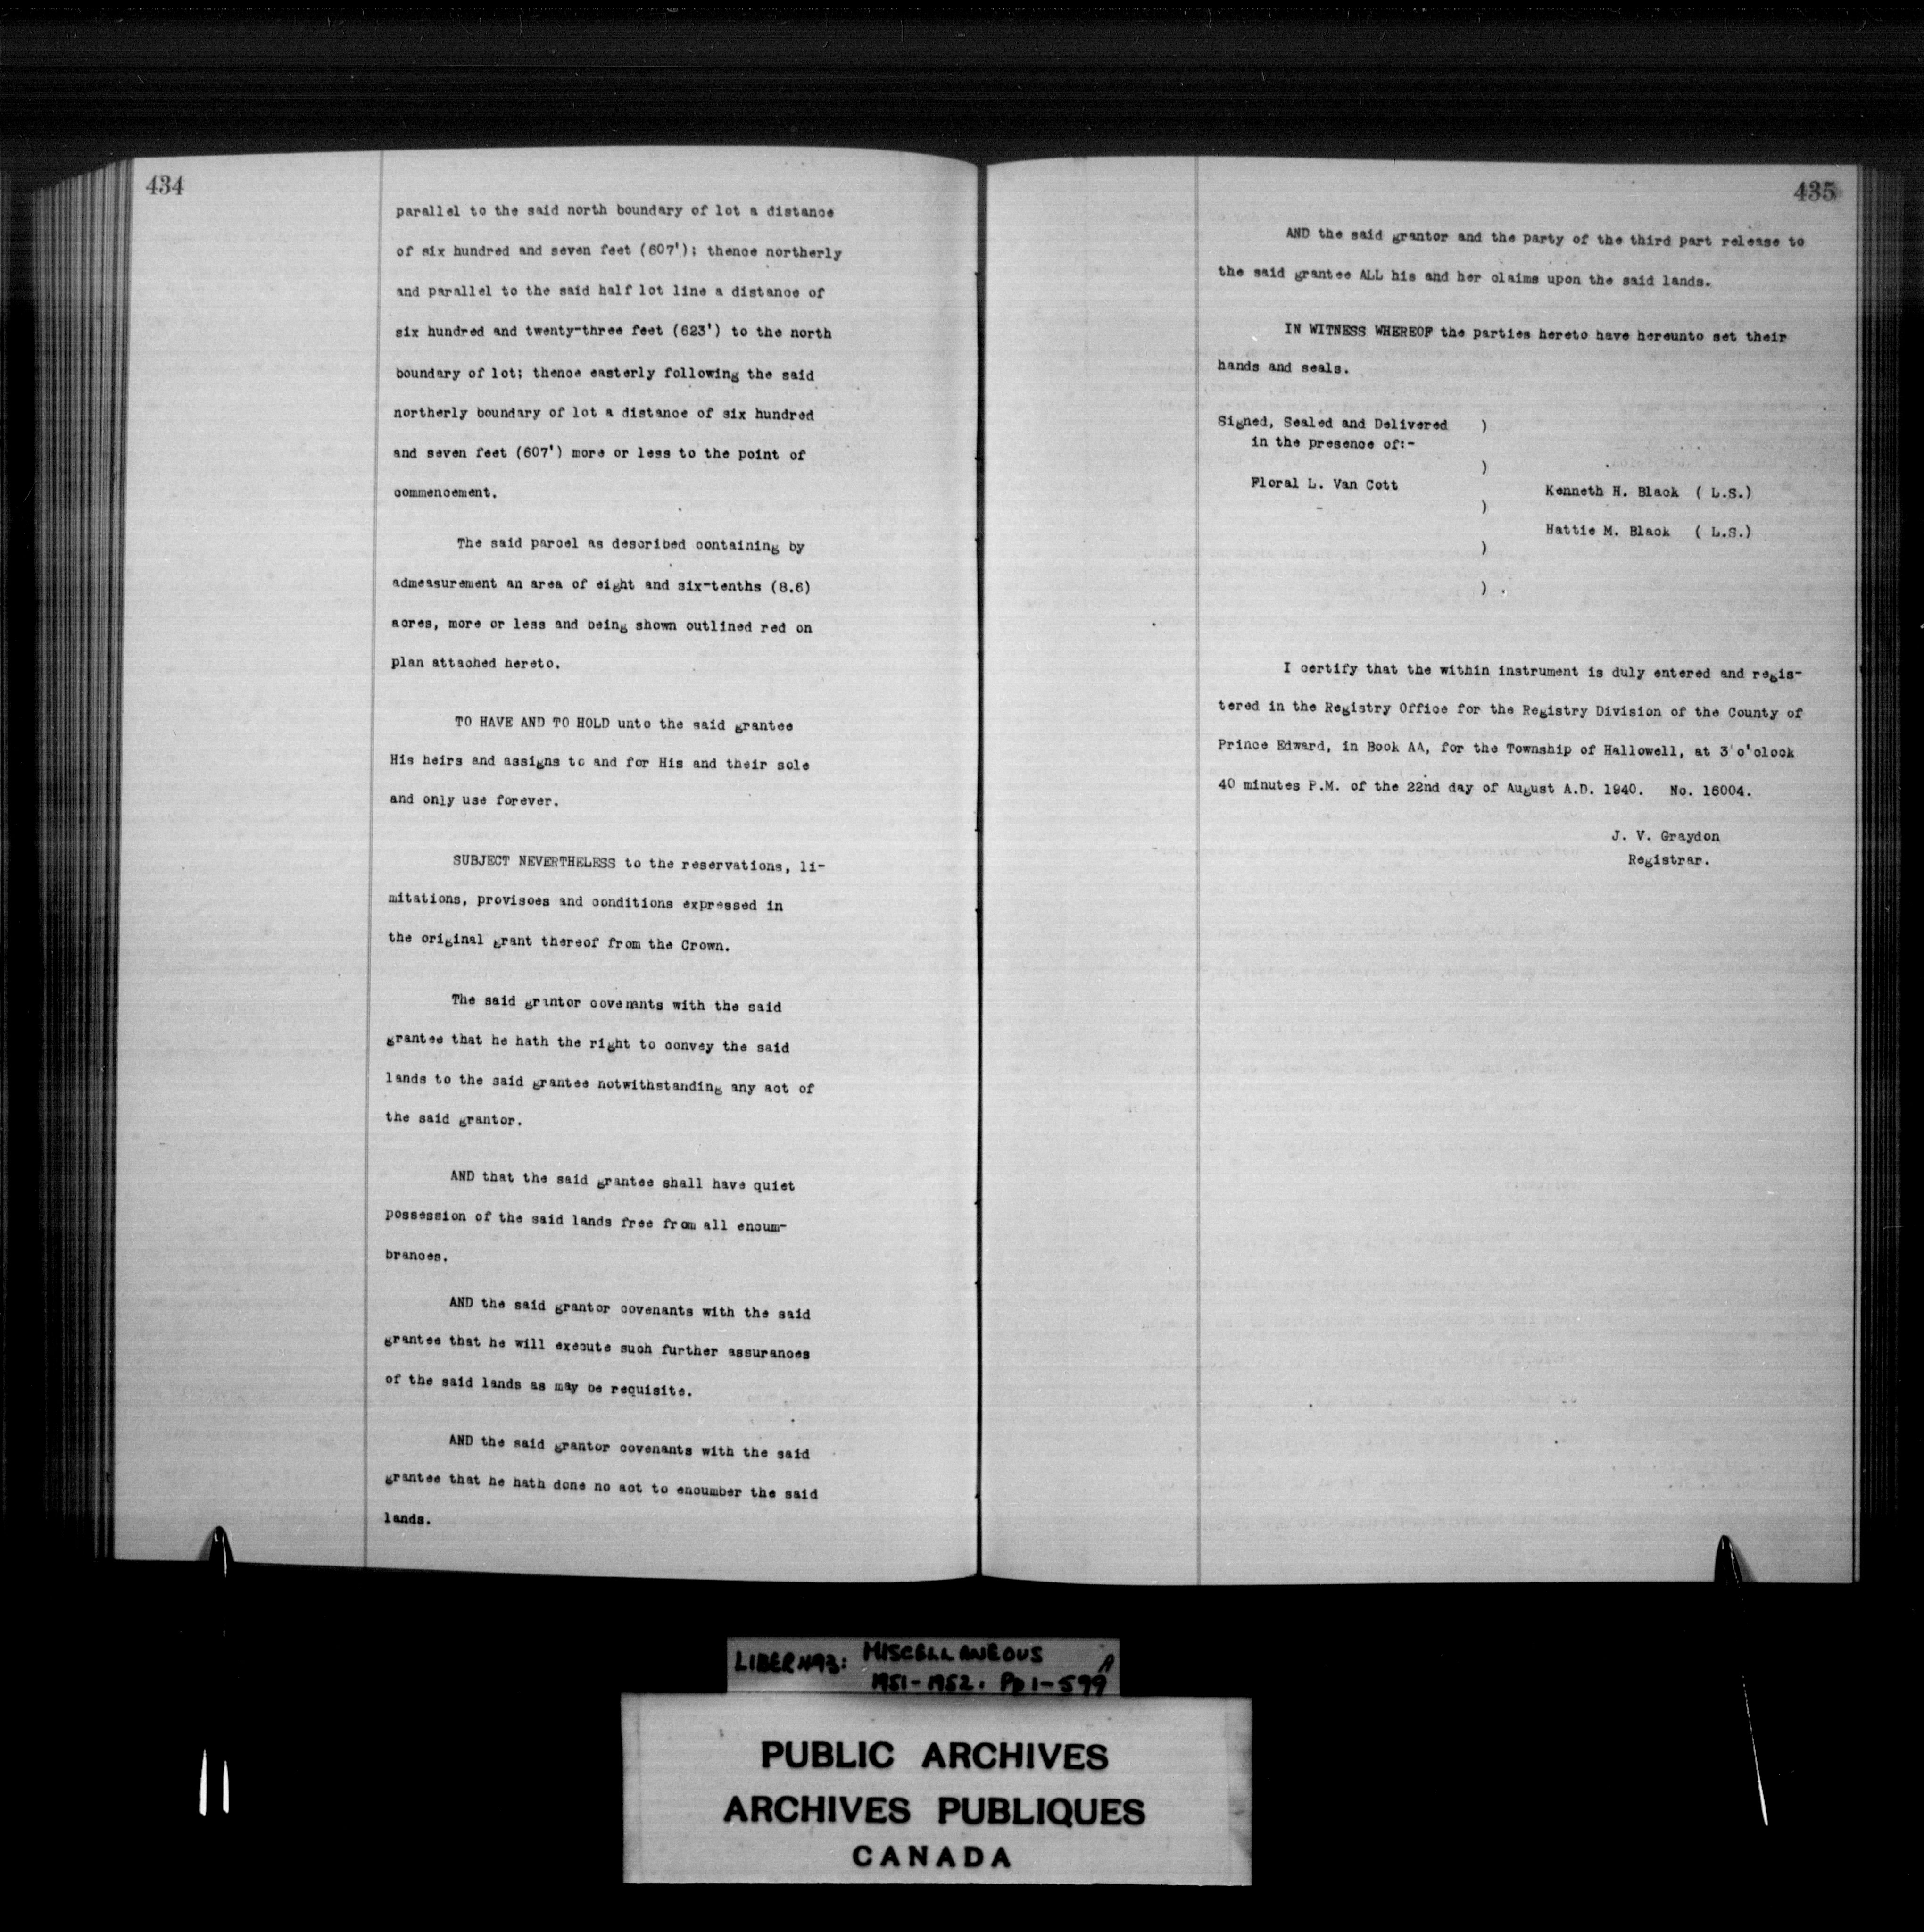 434
parallel to the said north boundary of lot a distance
of six hundred and seven feet (607'); thence northerly
and parallel to the said half lot line a distance of
six hundred and twenty-three feet (623') to the north
boundary of lot; thence easterly following the said
northerly boundary of lot a distance of six hundred
and seven feet (607') more or less to the point of
commencement.
The said parcel as described containing by
admeasurement an area of eight and six-tenths (8.6)
acres, more or less and being shown outlined red on
plan attached hereto.
TO HAVE AND TO HOLD unto the said grantee
His heirs and assigns to and for His and their sole
and only use forever.
SUBJECT NEVERTHELESS to the reservations, li-
mitations, provisoes and conditions expressed in
the original grant thereof from the Crown.
The said grantor covenants with the said
grantee that he hath the right to convey the said
lands to the said grantee notwithstanding any act of
the said grantor.
AND that the said grantee shall have quiet
possession of the said lands free from all encum-
brances.
AND the said grantor covenants with the said
grantee that he will execute such further assurances
of the said lands as may be requisite.
AND the said grantor covenants with the said
grantee that he hath done no act to encumber the said
lands.
435
AND the said grantor and the party of the third part release to
the said grantee ALL his and her claims upon the said lands.
IN WITNESS WHEREOF the parties hereto have hereunto set their
hands and seals.
Signed, Sealed and Delivered )
in the presence of:-
)
Floral L. Van Cott Kenneth H. Black ( L.S.)
)
Hattie M. Black ( L.S.)
)
)
I certify that the within instrument is duly entered and regis-
tered in the Registry Office for the Registry Division of the County of
Prince Edward, in Book AA, for the Township of Hallowell, at 3 o'clock
40 minutes P.M. of the 22nd day of August A.D. 1940. No. 16004.
J. V. Graydon
Registrar.
LIBER 493: MISCELLANEOUS A
1951-1952. Pp 1-599
PUBLIC ARCHIVES
ARCHIVES PUBLIQUES
CANADA